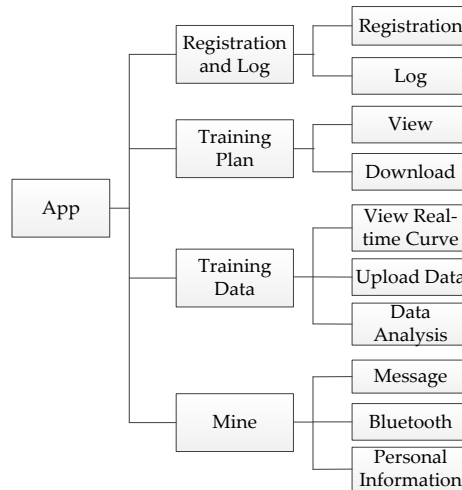 App
Registration
and Log
Registration
Log
Training
Plan
View
Download
Training
Data
View Real-
time Curve
Upload Data
Data
Analysis
Mine
Message
Bluetooth
Personal
Information